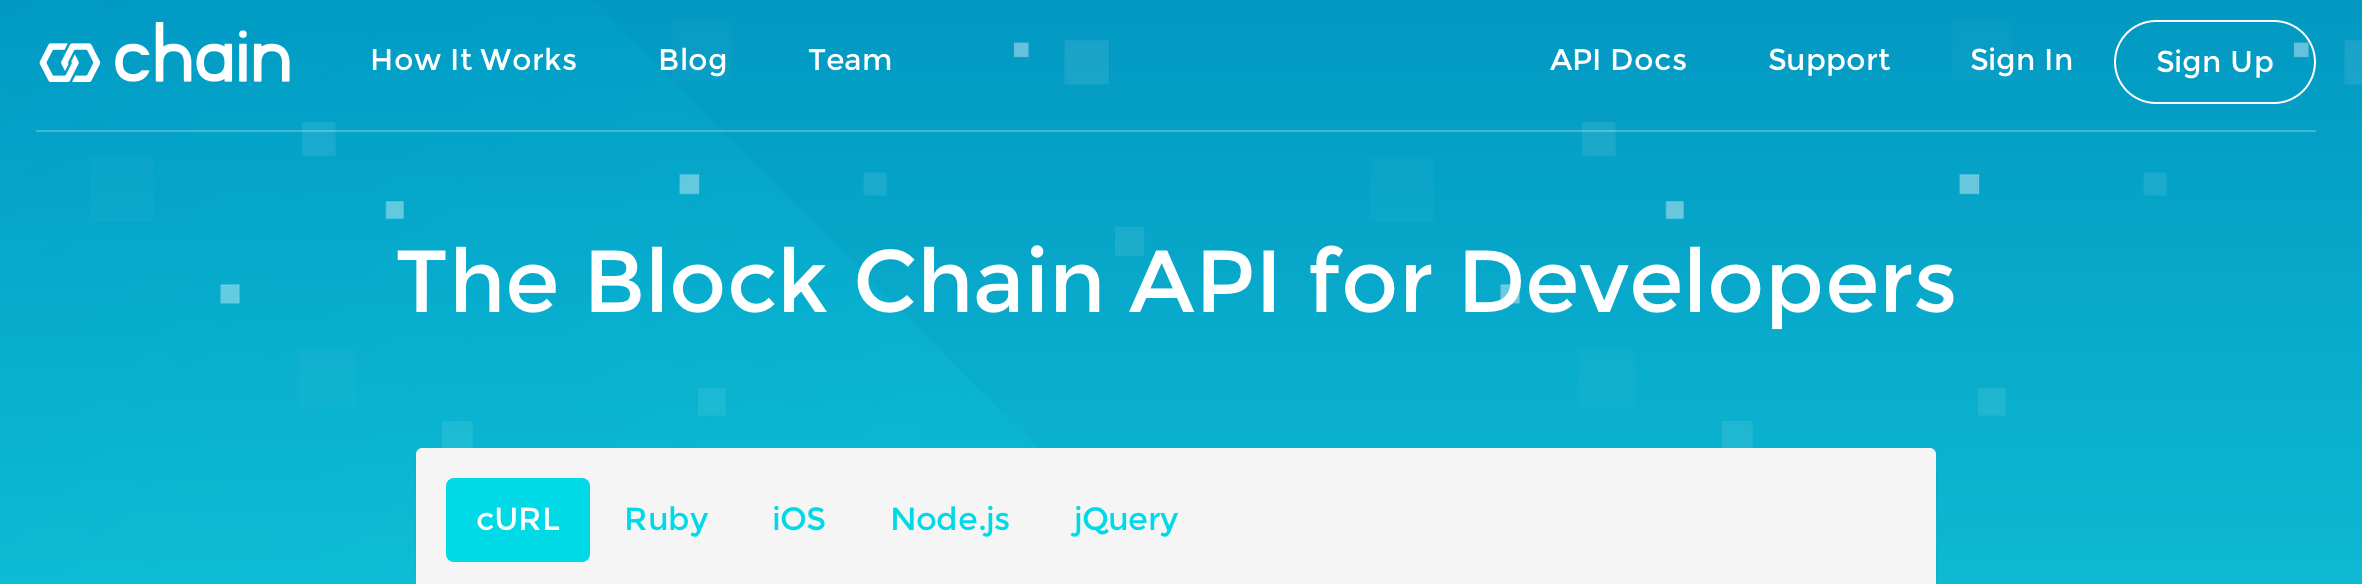 chain How It Works Blog Team API Docs Support Sign In Sign Up
The Block Chain API for Developers
cURL Ruby iOS Node.js jQuery